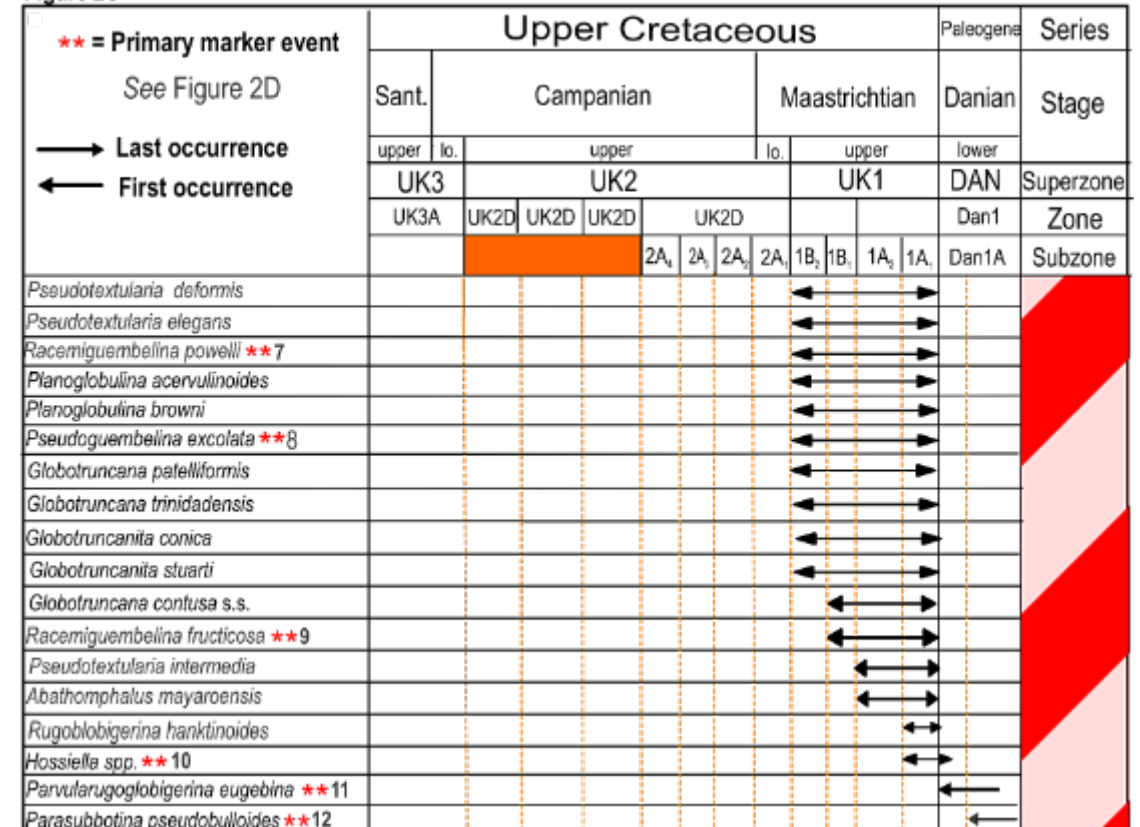 ** = Primary marker event
See Figure 2D
Last occurrence
First occurrence
Upper Cretaceous Paleogene Series
Sant. Campanian Maastrichtian Danian Stage
upper lo. upper lo. upper lower
UK3 UK2 UK1 DAN Superzone
UK3A UK2D UK2D UK2D UK2D Dan1 Zone
2A₄ 2A₃ 2A₂ 2A₁ 1B₂ 1B₁ 1A₂ 1A₁ Dan1A Subzone
Pseudotextularia deformis
Pseudotextularia elegans
Racemiguembelina powelli **7
Planoglobulina acervulinoides
Planoglobulina browni
Pseudoguembelina excolata **8
Globotruncana patelliformis
Globotruncana trinidadensis
Globotruncanita conica
Globotruncanita stuarti
Globotruncana contusa s.s.
Racemiguembelina fructicosa **9
Pseudotextularia intermedia
Abathomphalus mayaroensis
Rugoblobigerina hanktinoides
Hossiella spp. **10
Parvularugoglobigerina eugebina **11
Parasubbotina pseudobulloides **12